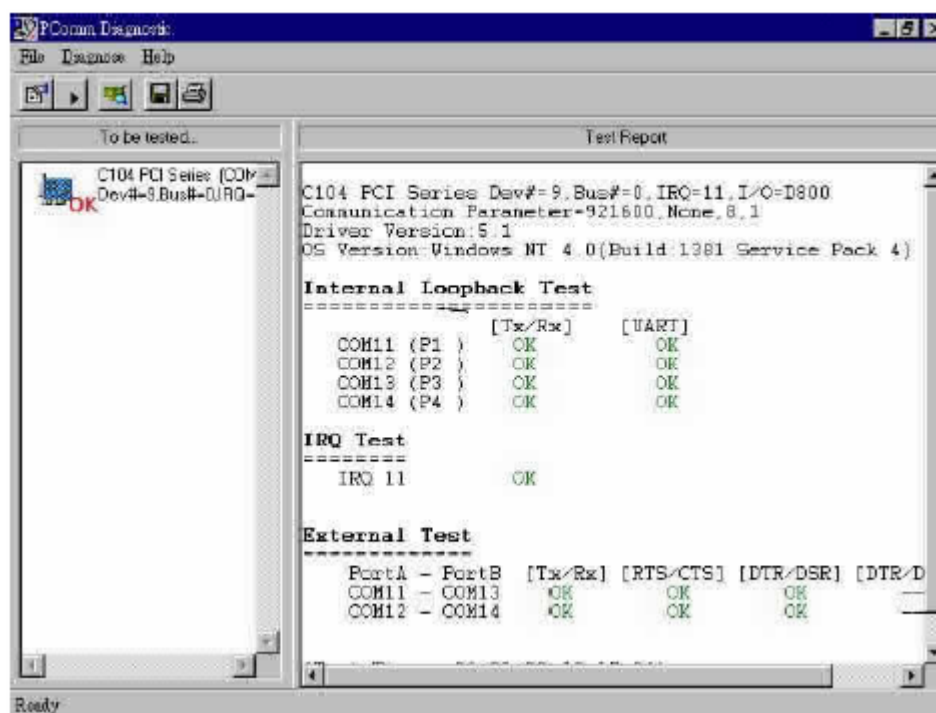 PComm Diagnostic
File Diagnose Help
To be tested...
Test Report
C104 PCI Series (COM
Dev#=9.Bus#=0.IRQ=
OK
C104 PCI Series Dev#=9,Bus#=0,IRQ=11,I/O=D800
Communication Parameter=921600,None,8,1
Driver Version:5.1
OS Version:Windows NT 4.0(Build:1381 Service Pack 4)
Internal Loopback Test
======================
[Tx/Rx] [UART]
COM11 (P1 ) OK OK
COM12 (P2 ) OK OK
COM13 (P3 ) OK OK
COM14 (P4 ) OK OK
IRQ Test
========
IRQ 11 OK
External Test
=============
PortA - PortB [Tx/Rx] [RTS/CTS] [DTR/DSR] [DTR/D
COM11 - COM13 OK OK OK --
COM12 - COM14 OK OK OK
Ready